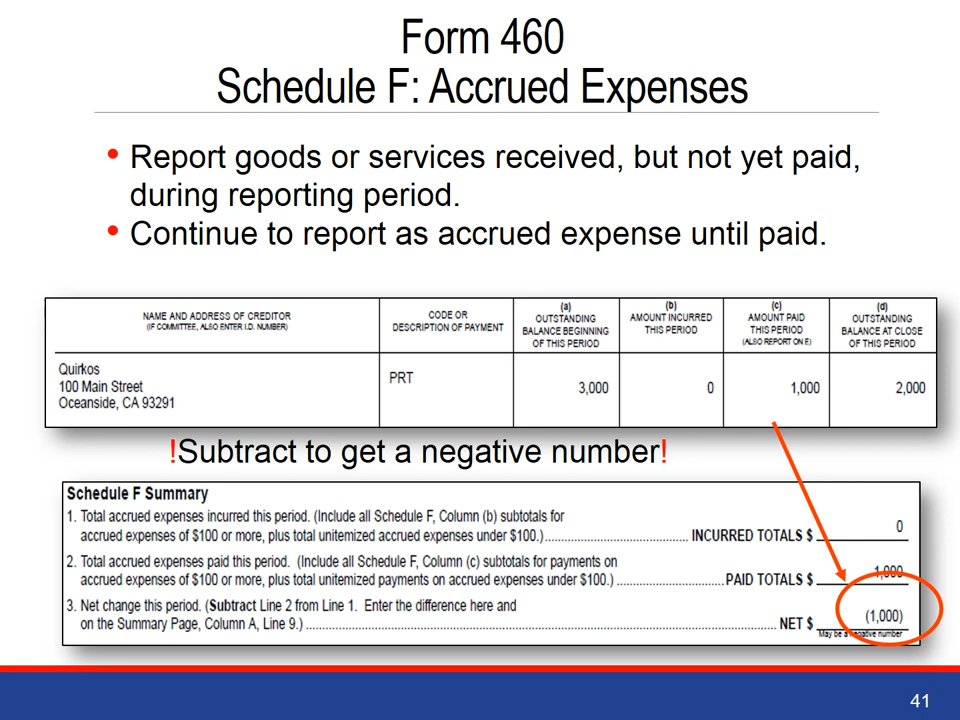 Form 460
Schedule F: Accrued Expenses
• Report goods or services received, but not yet paid,
during reporting period.
• Continue to report as accrued expense until paid.
NAME AND ADDRESS OF CREDITOR
(IF COMMITTEE, ALSO ENTER I.D. NUMBER)
CODE OR
DESCRIPTION OF PAYMENT
(a)
OUTSTANDING
BALANCE BEGINNING
OF THIS PERIOD
(b)
AMOUNT INCURRED
THIS PERIOD
(c)
AMOUNT PAID
THIS PERIOD
(ALSO REPORT ON E)
(d)
OUTSTANDING
BALANCE AT CLOSE
OF THIS PERIOD
Quirkos
100 Main Street
Oceanside, CA 93291
PRT
3,000
0
1,000
2,000
!Subtract to get a negative number!
Schedule F Summary
1. Total accrued expenses incurred this period. (Include all Schedule F, Column (b) subtotals for
accrued expenses of $100 or more, plus total unitemized accrued expenses under $100.) INCURRED TOTALS $ 0
2. Total accrued expenses paid this period. (Include all Schedule F, Column (c) subtotals for payments on
accrued expenses of $100 or more, plus total unitemized payments on accrued expenses under $100.) PAID TOTALS $ 1,000
3. Net change this period. (Subtract Line 2 from Line 1. Enter the difference here and
on the Summary Page, Column A, Line 9.) NET $ (1,000)
May be a negative number
41